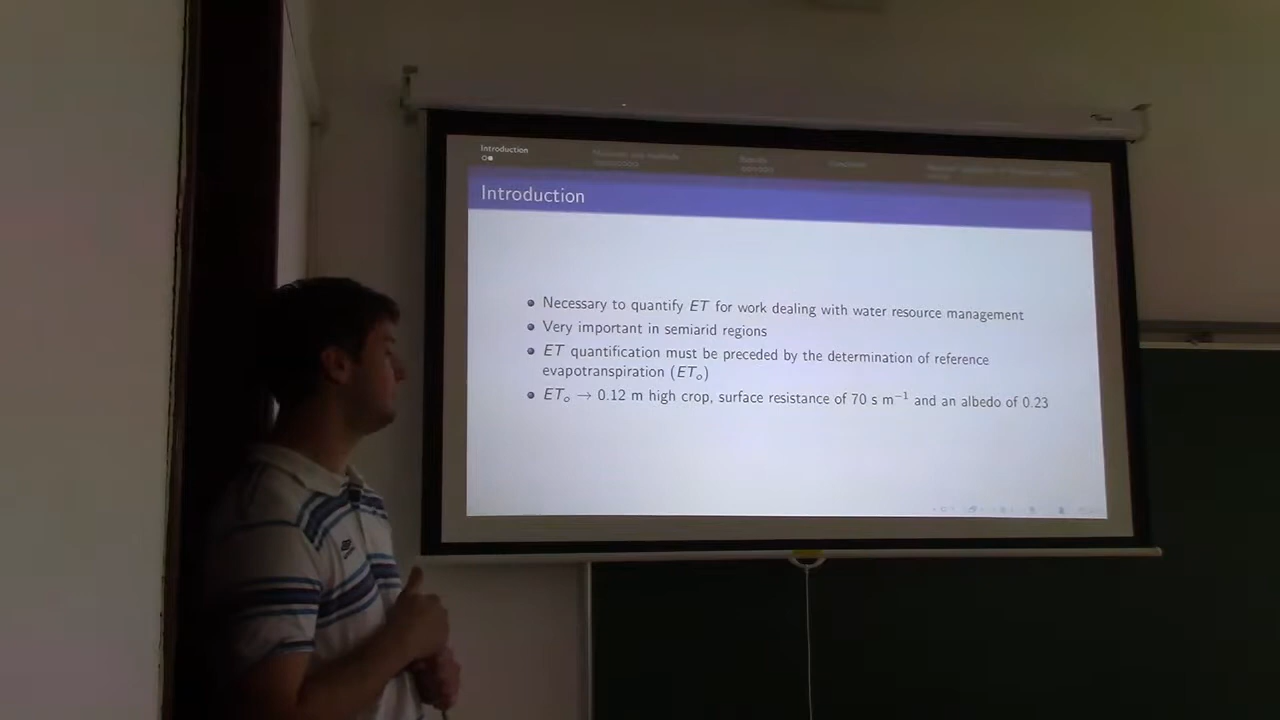 Introduction
Introduction
Necessary to quantify ET for work dealing with water resource management
Very important in semiarid regions
ET quantification must be preceded by the determination of reference
evapotranspiration (ETₒ)
ETₒ → 0.12 m high crop, surface resistance of 70 s m⁻¹ and an albedo of 0.23